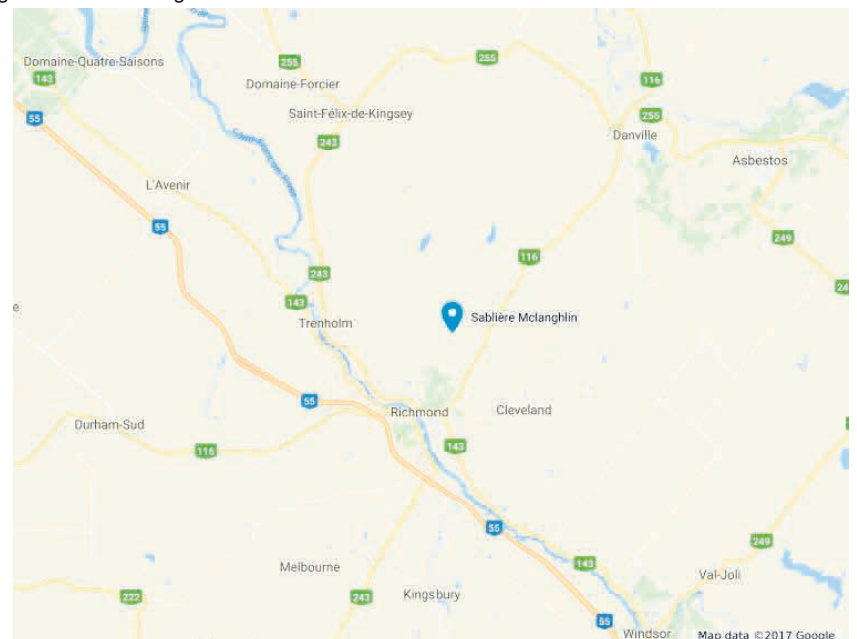 Domaine-Quatre-Saisons
143
255
Domaine-Forcier
255
116
55
Saint-Félix-de-Kingsey
243
255
Danville
Asbestos
L'Avenir
55
249
116
243
143
Trenholm
Sablière Mclanghlin
55
Richmond
Cleveland
Durham-Sud
116
143
55
249
Melbourne
143
Val-Joli
222
243
Kingsbury
55
Windsor
Map data ©2017 Google